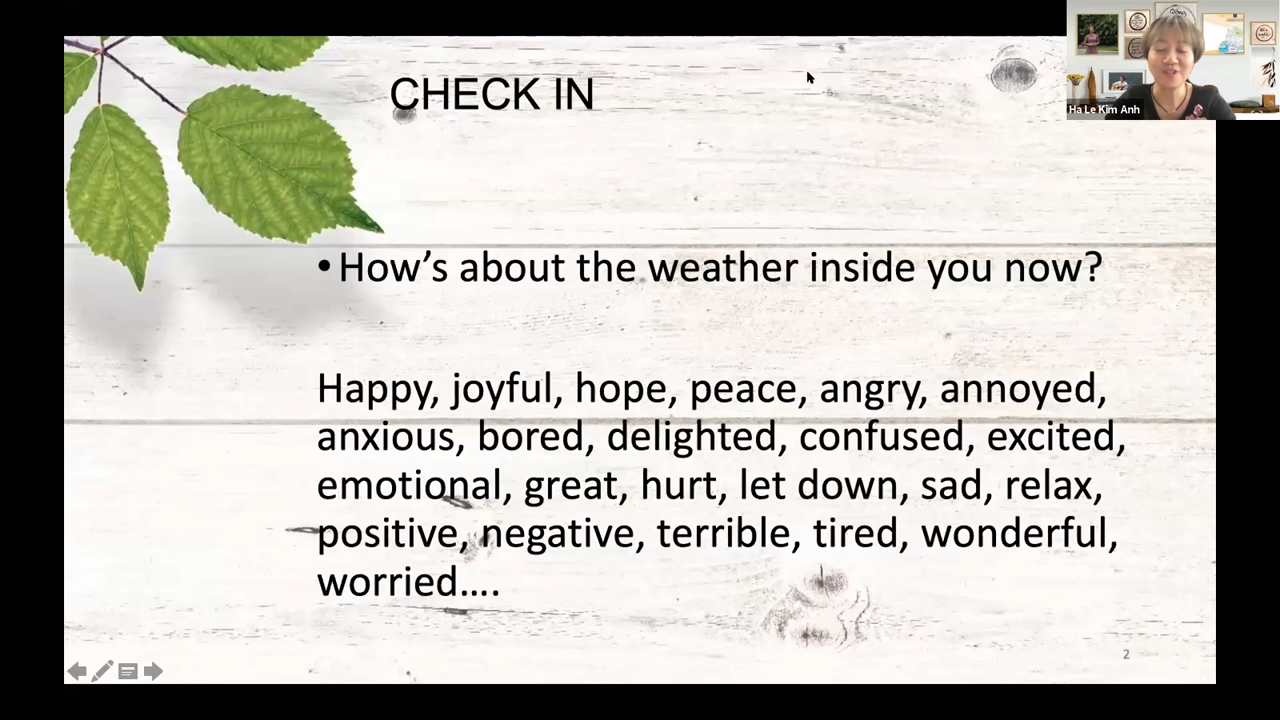 CHECK IN
Ha Le Kim Anh
• How's about the weather inside you now?
Happy, joyful, hope, peace, angry, annoyed,
anxious, bored, delighted, confused, excited,
emotional, great, hurt, let down, sad, relax,
positive, negative, terrible, tired, wonderful,
worried....
2